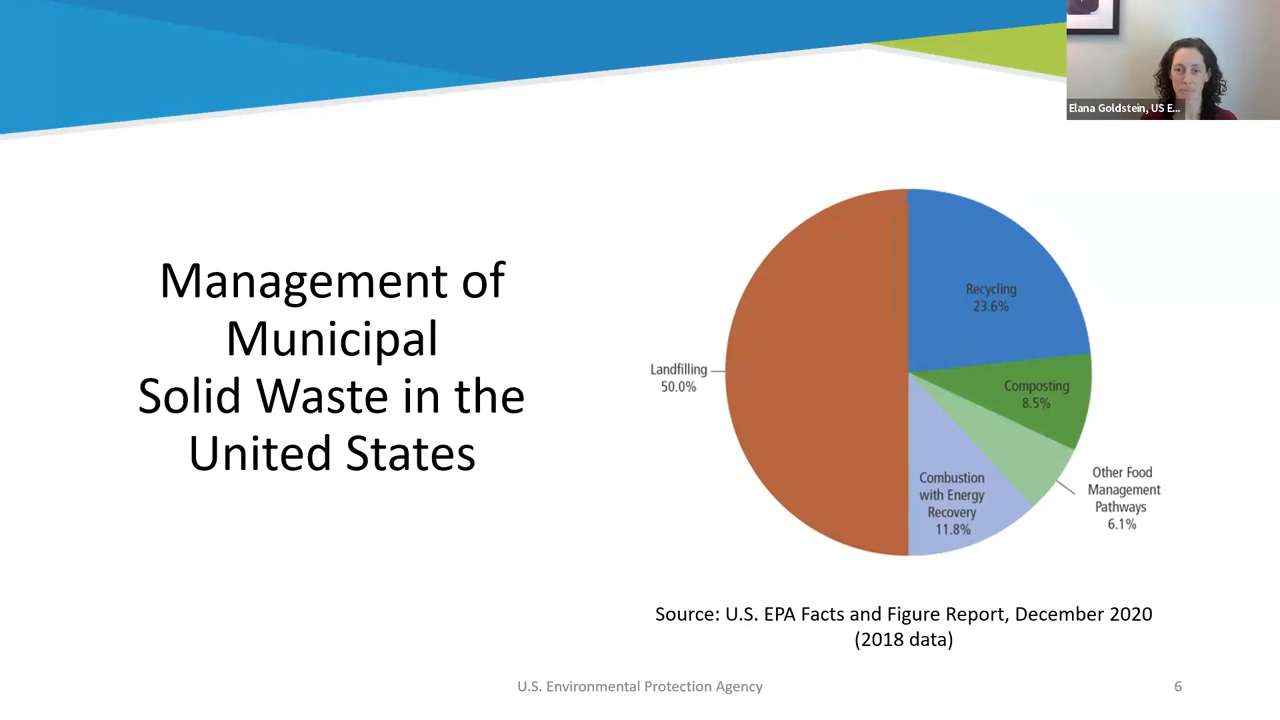 Elana Goldstein, US E...
Management of
Municipal
Solid Waste in the
United States
Recycling
23.6%
Landfilling
50.0%
Composting
8.5%
Combustion
with Energy
Recovery
11.8%
Other Food
Management
Pathways
6.1%
Source: U.S. EPA Facts and Figure Report, December 2020
(2018 data)
U.S. Environmental Protection Agency
6